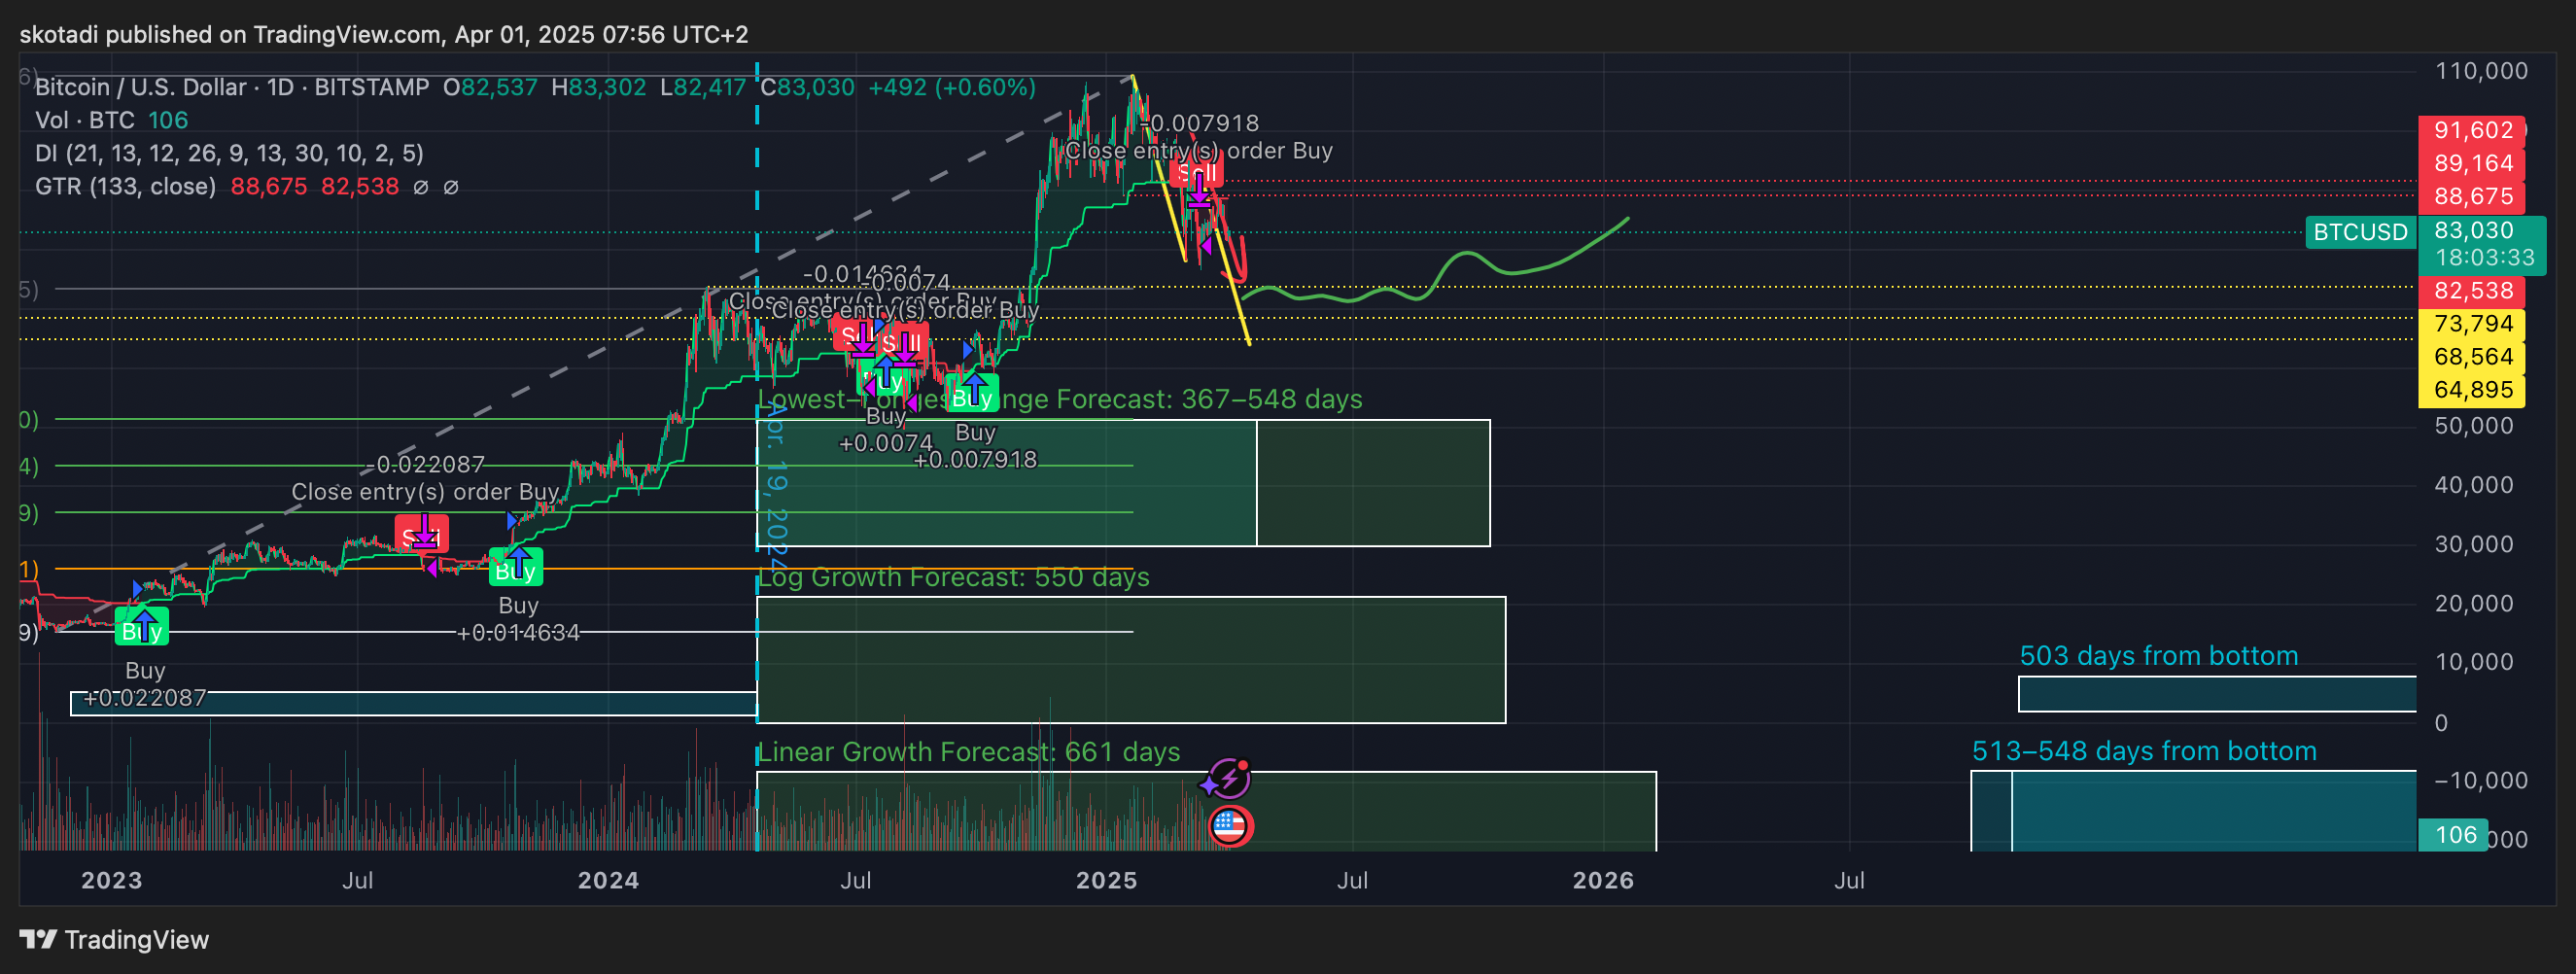 skotadi published on TradingView.com, Apr 01, 2025 07:56 UTC+2
Bitcoin / U.S. Dollar · 1D · BITSTAMP O82,537 H83,302 L82,417 C83,030 +492 (+0.60%)
Vol · BTC 106
DI (21, 13, 12, 26, 9, 13, 30, 10, 2, 5)
GTR (133, close) 88,675 82,538 ∅ ∅
6)
5)
0)
4)
9)
1)
9)
-0.007918
Close entry(s) order Buy
Sell
-0.014634
-0.0074
Close entry(s) order Buy
Close entry(s) order Buy
Sell
Sell
Buy
Buy
Buy
+0.0074
Buy
+0.007918
-0.022087
Close entry(s) order Buy
Sell
Buy
Buy
+0.014634
Buy
Buy
+0.022087
Apr. 19, 2024
Range Forecast: 367–548 days
Log Growth Forecast: 550 days
Linear Growth Forecast: 661 days
503 days from bottom
513–548 days from bottom
110,000
91,602
89,164
88,675
BTCUSD
83,030
18:03:33
82,538
73,794
68,564
64,895
50,000
40,000
30,000
20,000
10,000
0
−10,000
106
000
2023
Jul
2024
Jul
2025
Jul
2026
Jul
TradingView